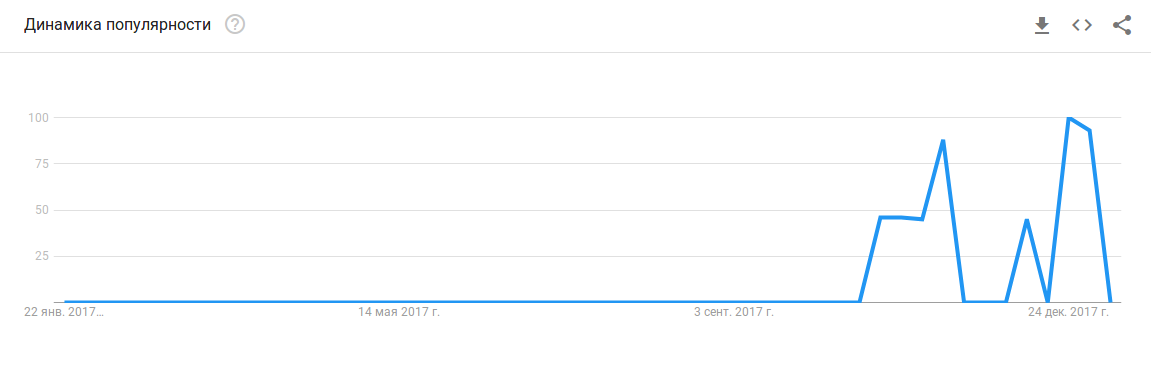 Динамика популярности ?
100
75
50
25
22 янв. 2017… 14 мая 2017 г. 3 сент. 2017 г. 24 дек. 2017 г.